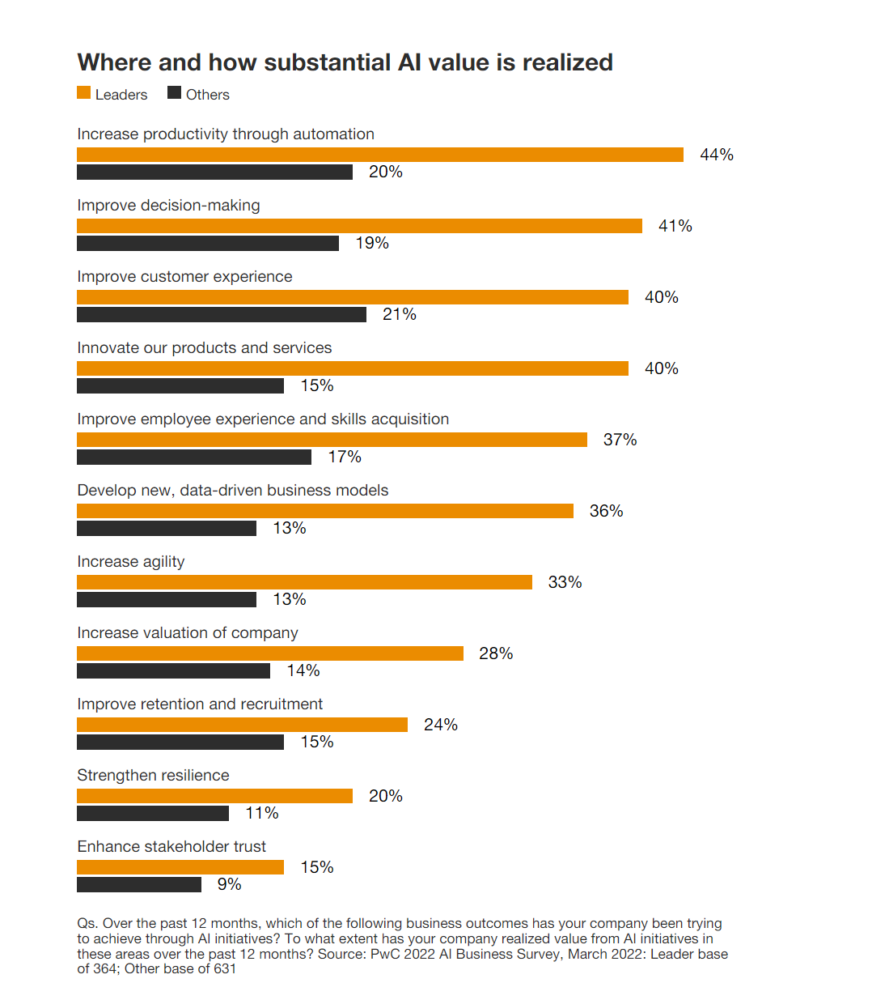 Where and how substantial AI value is realized
Leaders Others
Increase productivity through automation
44%
20%
Improve decision-making
41%
19%
Improve customer experience
40%
21%
Innovate our products and services
40%
15%
Improve employee experience and skills acquisition
37%
17%
Develop new, data-driven business models
36%
13%
Increase agility
33%
13%
Increase valuation of company
28%
14%
Improve retention and recruitment
24%
15%
Strengthen resilience
20%
11%
Enhance stakeholder trust
15%
9%
Qs. Over the past 12 months, which of the following business outcomes has your company been trying
to achieve through AI initiatives? To what extent has your company realized value from AI initiatives in
these areas over the past 12 months? Source: PwC 2022 AI Business Survey, March 2022: Leader base
of 364; Other base of 631